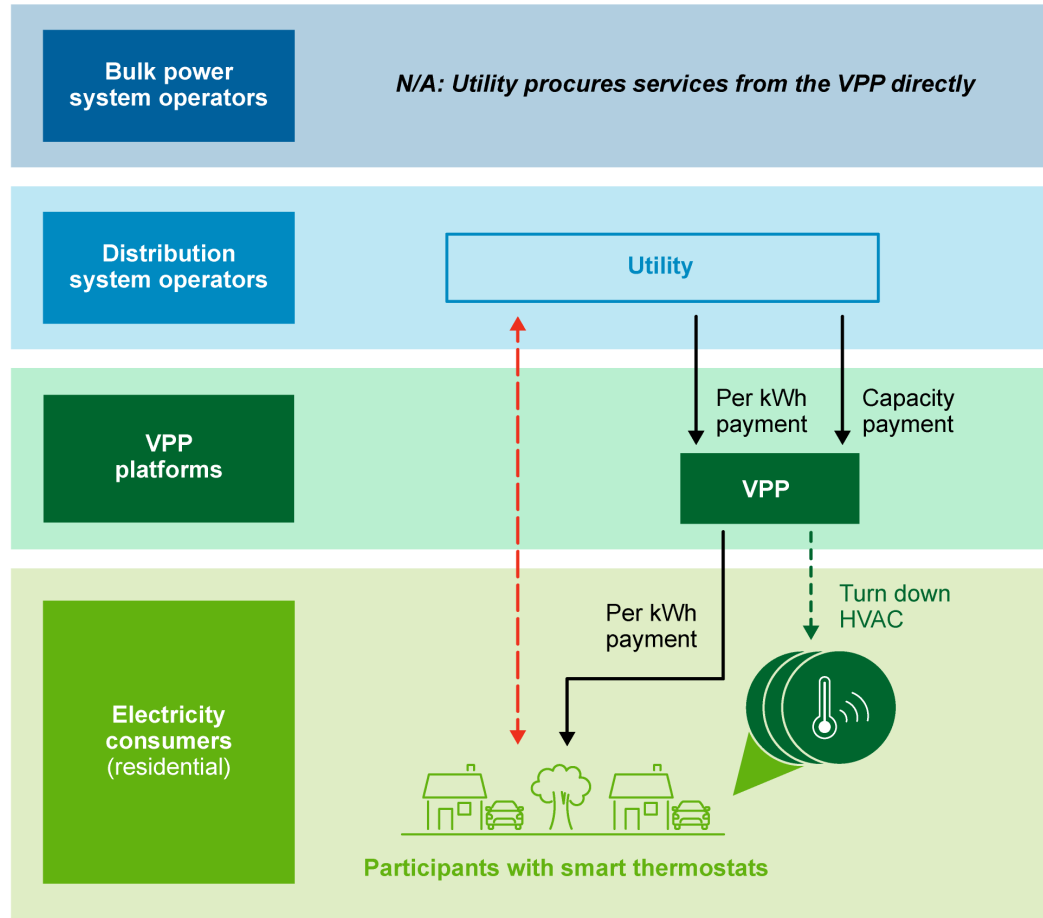 Bulk power
system operators
N/A: Utility procures services from the VPP directly
Distribution
system operators
Utility
Per kWh
payment
Capacity
payment
VPP
platforms
VPP
Per kWh
payment
Turn down
HVAC
Electricity
consumers
(residential)
Participants with smart thermostats